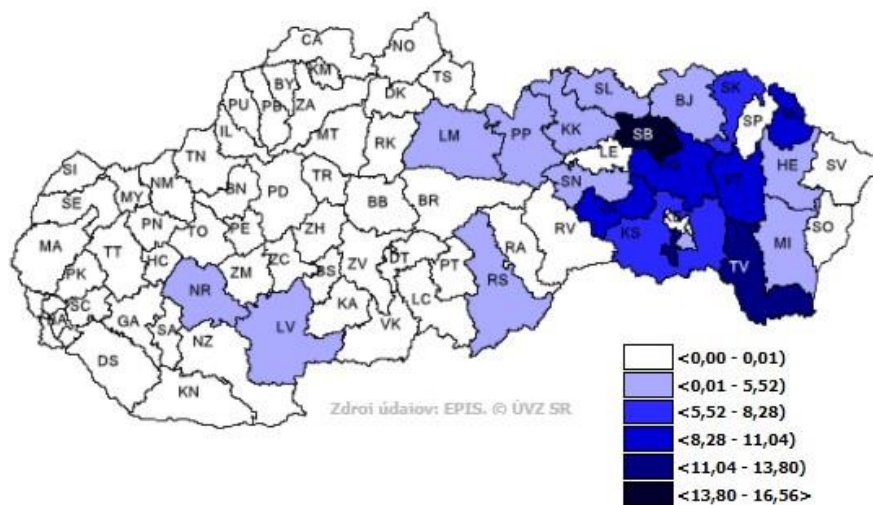 CA
NO
TS
KM
BY
DK
PU
PB
ZA
IL
MT
RK
LM
PP
KK
SL
BJ
SK
SP
SB
LE
HE
SV
SN
VT
SI
SE
TN
MY
NM
BN
PD
TR
BB
BR
PN
TO
PE
ZH
RV
RA
KS
MI
SO
MA
TT
HC
ZM
ZC
BS
ZV
DT
PT
RS
TV
PK
SC
NR
LV
KA
LC
VK
GA
SA
NZ
DS
KN
Zdroj údajov: EPIS. © ÚVZ SR
<0,00 - 0,01)
<0,01 - 5,52)
<5,52 - 8,28)
<8,28 - 11,04)
<11,04 - 13,80)
<13,80 - 16,56>